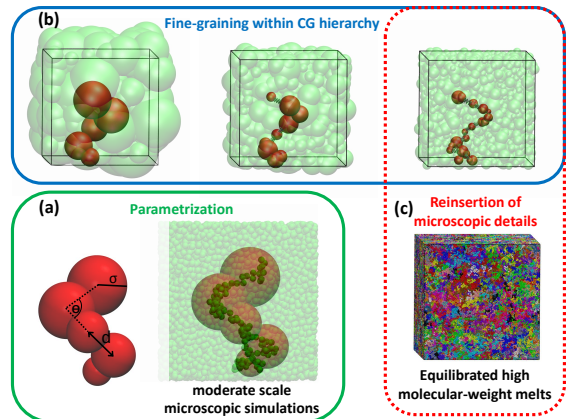 (b)
Fine-graining within CG hierarchy
(a)
Parametrization
σ
Θ
d
moderate scale
microscopic simulations
Reinsertion of
microscopic details
(c)
Equilibrated high
molecular-weight melts